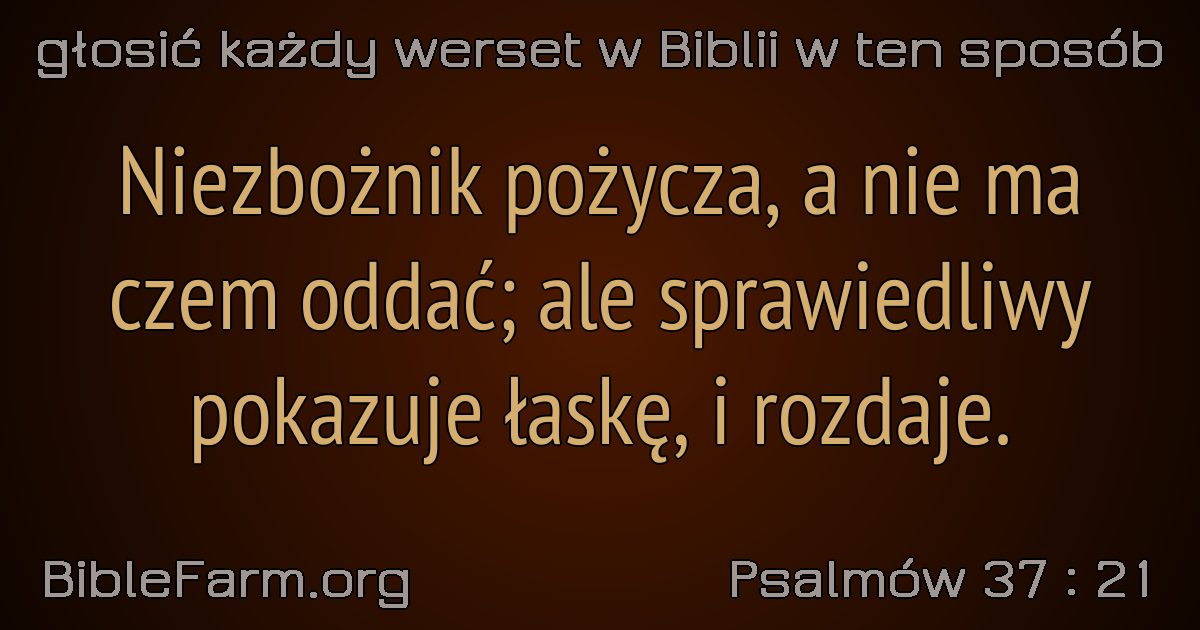 głosić każdy werset w Biblii w ten sposób
Niezbożnik pożycza, a nie ma
czem oddać; ale sprawiedliwy
pokazuje łaskę, i rozdaje.
BibleFarm.org
Psalmów 37 : 21